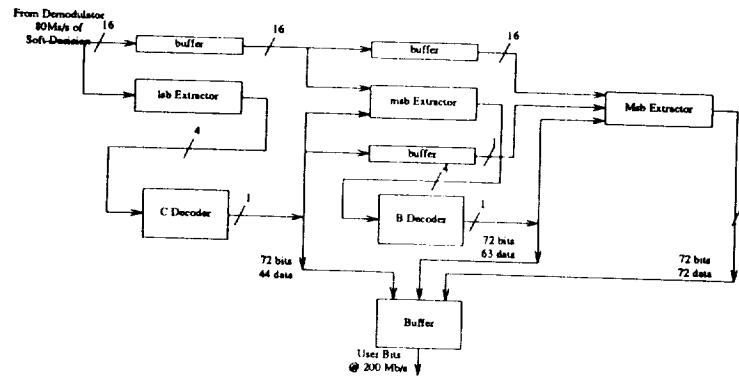 From Demodulator
80Ms/s of
Soft Decision
16
buffer
16
buffer
16
lsb Extractor
msb Extractor
Msb Extractor
4
buffer
1
4
C Decoder
1
B Decoder
1
72 bits
44 data
72 bits
63 data
72 bits
72 data
Buffer
User Bits
@ 200 Mb/s